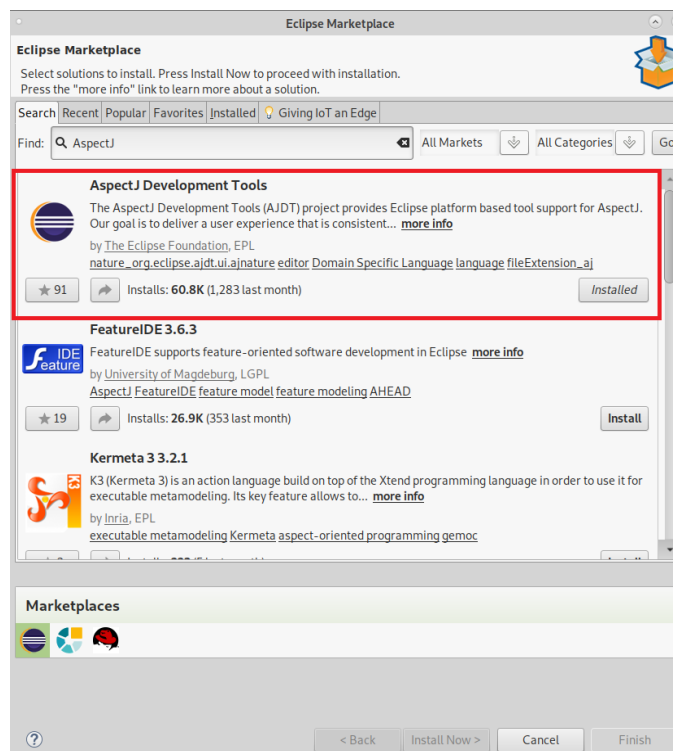 Eclipse Marketplace
Eclipse Marketplace
Select solutions to install. Press Install Now to proceed with installation.
Press the "more info" link to learn more about a solution.
Search Recent Popular Favorites Installed Giving IoT an Edge
Find: AspectJ All Markets All Categories Go
AspectJ Development Tools
The AspectJ Development Tools (AJDT) project provides Eclipse platform based tool support for AspectJ.
Our goal is to deliver a user experience that is consistent... more info
by The Eclipse Foundation, EPL
nature_org.eclipse.ajdt.ui.ajnature editor Domain Specific Language language fileExtension_aj
91 Installs: 60.8K (1,283 last month) Installed
FeatureIDE 3.6.3
IDE
Feature
FeatureIDE supports feature-oriented software development in Eclipse more info
by University of Magdeburg, LGPL
AspectJ FeatureIDE feature model feature modeling AHEAD
19 Installs: 26.9K (353 last month) Install
Kermeta 3 3.2.1
K3
K3 (Kermeta 3) is an action language build on top of the Xtend programming language in order to use it for
executable metamodeling. Its key feature allows to... more info
by Inria, EPL
executable metamodeling Kermeta aspect-oriented programming gemoc
Marketplaces
? < Back Install Now > Cancel Finish